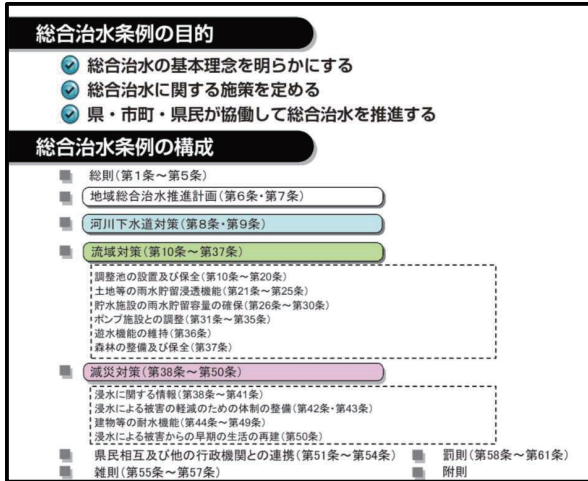 総合治水条例の目的
総合治水の基本理念を明らかにする
総合治水に関する施策を定める
県・市町・県民が協働して総合治水を推進する
総合治水条例の構成
総則(第1条～第5条)
地域総合治水推進計画(第6条・第7条)
河川下水道対策(第8条・第9条)
流域対策(第10条～第37条)
調整池の設置及び保全(第10条～第20条)
土地等の雨水貯留浸透機能(第21条～第25条)
貯水施設の雨水貯留容量の確保(第26条～第30条)
ポンプ施設との調整(第31条～第35条)
遊水機能の維持(第36条)
森林の整備及び保全(第37条)
減災対策(第38条～第50条)
浸水に関する情報(第38条～第41条)
浸水による被害の軽減のための体制の整備(第42条・第43条)
建物等の耐水機能(第44条～第49条)
浸水による被害からの早期の生活の再建(第50条)
県民相互及び他の行政機関との連携(第51条～第54条)
罰則(第58条～第61条)
雑則(第55条～第57条)
附則